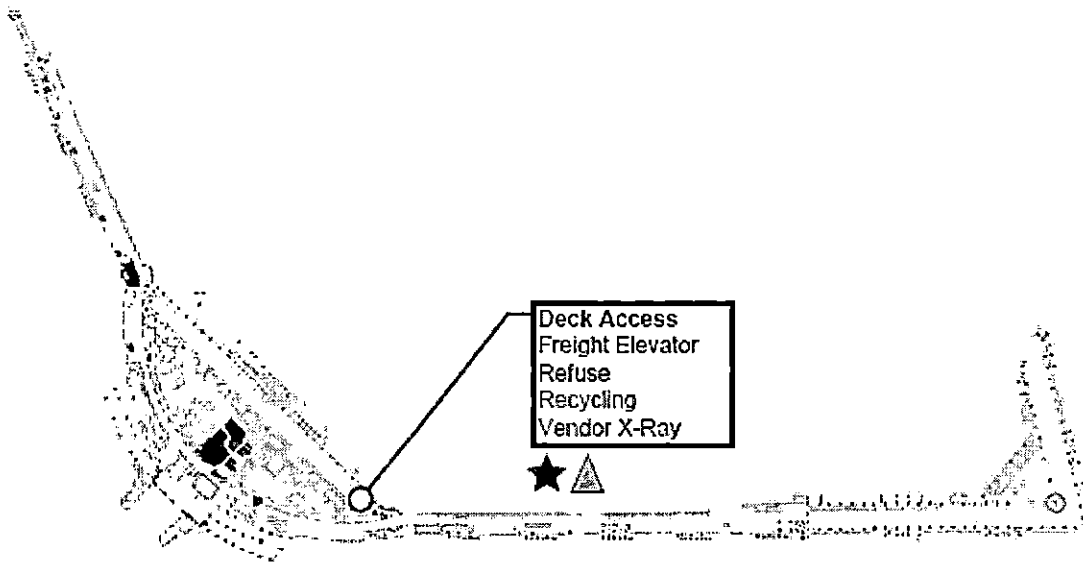 Deck Access
Freight Elevator
Refuse
Recycling
Vendor X-Ray